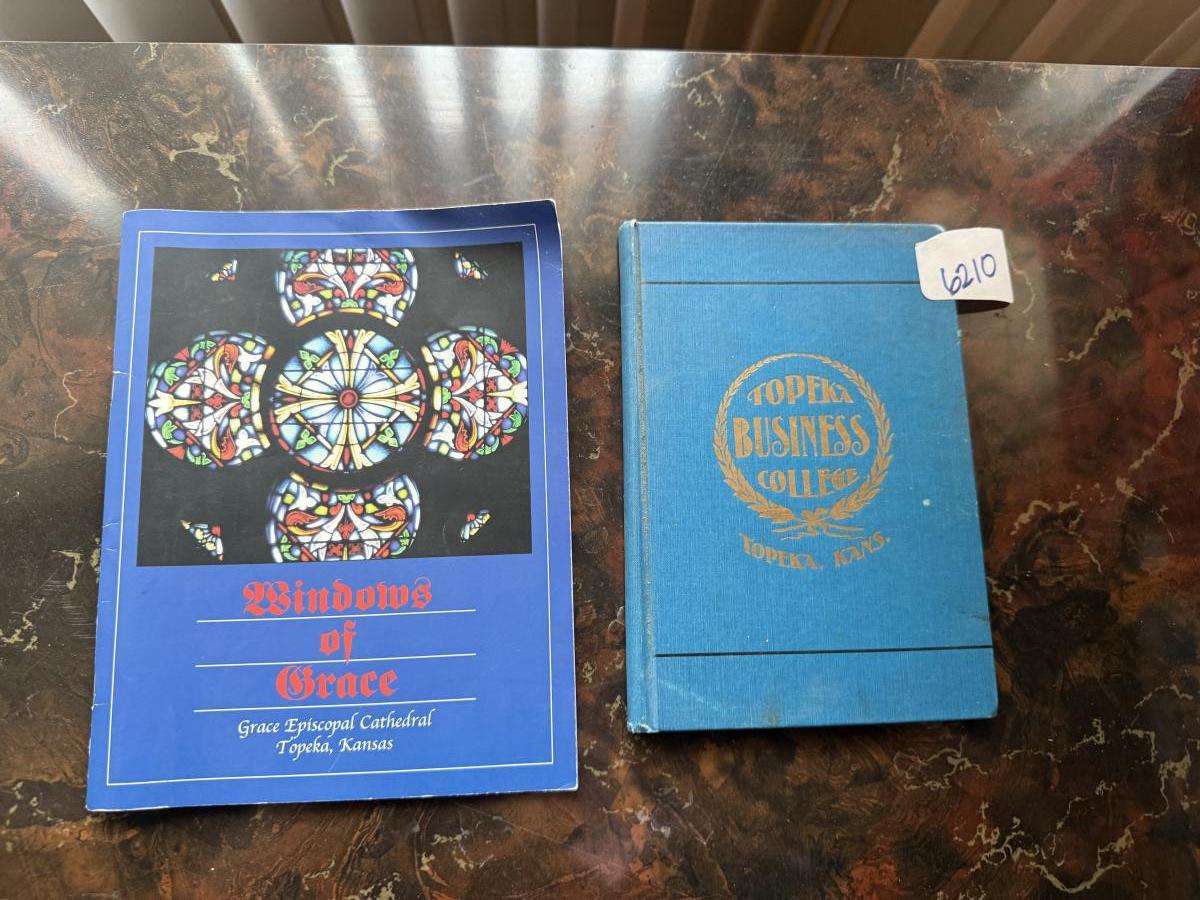 Windows
of
Grace
Grace Episcopal Cathedral
Topeka, Kansas
6210
TOPEKA
BUSINESS
COLLEGE
TOPEKA, KANS.